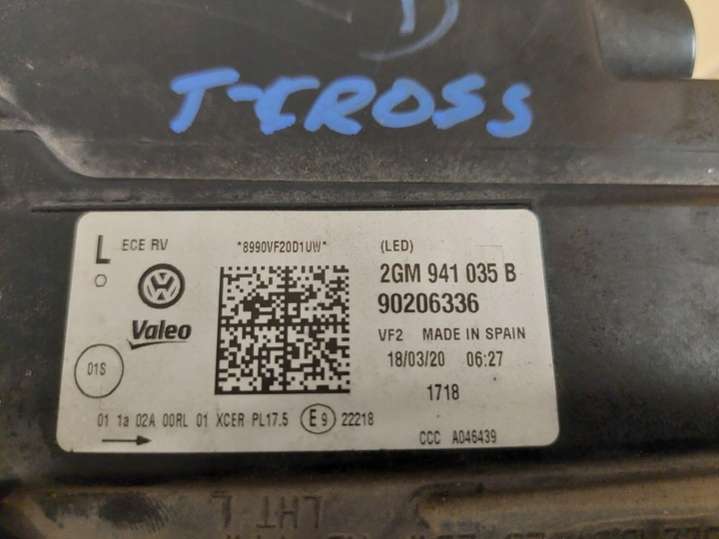 T-CROSS
L ECE RV *8990VF20D1UW* (LED)
2GM 941 035 B
90206336
Valeo
VF2 MADE IN SPAIN
18/03/20 06:27
01S
1718
01 1a 02A 00RL 01 XCER PL17.5 E9 22218
CCC A046439
LHT L